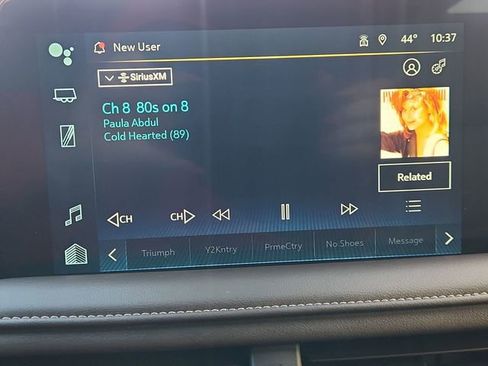 New User
44° 10:37
SiriusXM
Ch 8 80s on 8
Paula Abdul
Cold Hearted (89)
Related
CH CH
Triumph Y2Kntry PrmeCtry No Shoes Message